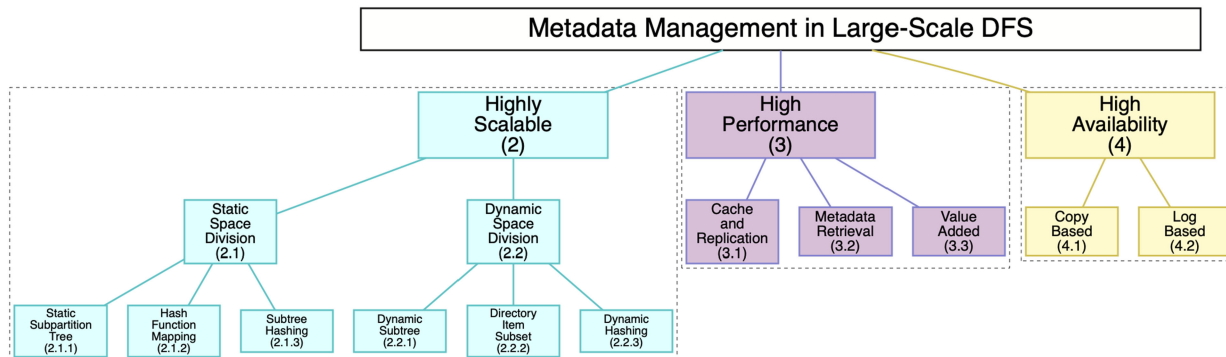 Metadata Management in Large-Scale DFS
Highly
Scalable
(2)
High
Performance
(3)
High
Availability
(4)
Static
Space
Division
(2.1)
Dynamic
Space
Division
(2.2)
Cache
and
Replication
(3.1)
Metadata
Retrieval
(3.2)
Value
Added
(3.3)
Copy
Based
(4.1)
Log
Based
(4.2)
Static
Subpartition
Tree
(2.1.1)
Hash
Function
Mapping
(2.1.2)
Subtree
Hashing
(2.1.3)
Dynamic
Subtree
(2.2.1)
Directory
Item
Subset
(2.2.2)
Dynamic
Hashing
(2.2.3)